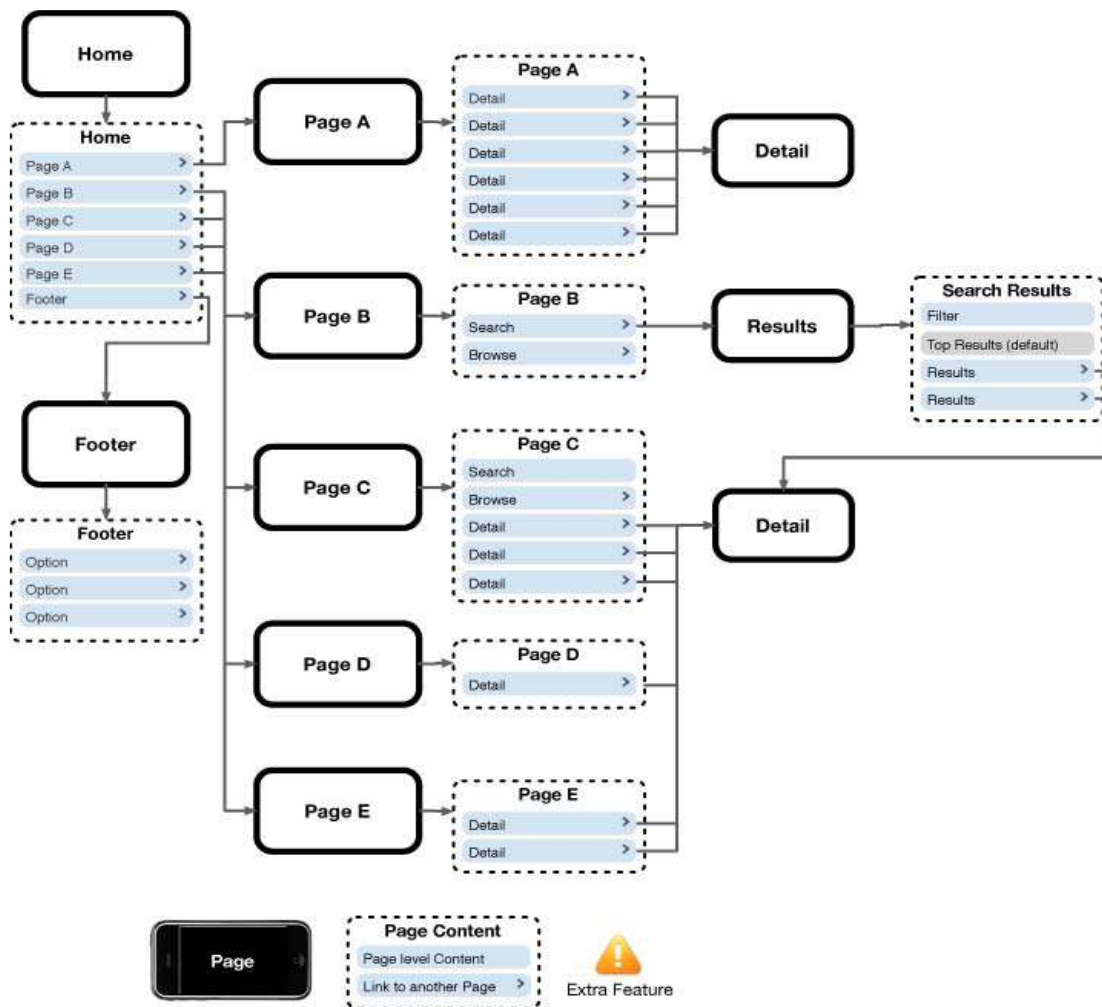 Home
Home
Page A
Page B
Page C
Page D
Page E
Footer
Footer
Footer
Option
Option
Option
Page A
Page A
Detail
Detail
Detail
Detail
Detail
Detail
Detail
Page B
Page B
Search
Browse
Results
Search Results
Filter
Top Results (default)
Results
Results
Page C
Page C
Search
Browse
Detail
Detail
Detail
Detail
Page D
Page D
Detail
Page E
Page E
Detail
Detail
Page
Page Content
Page level Content
Link to another Page
Extra Feature